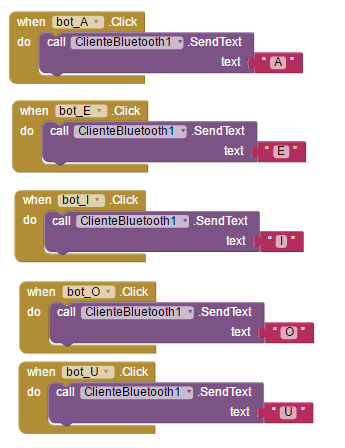 when bot_A .Click
do call ClienteBluetooth1 .SendText
text " A "
when bot_E .Click
do call ClienteBluetooth1 .SendText
text " E "
when bot_I .Click
do call ClienteBluetooth1 .SendText
text " I "
when bot_O .Click
do call ClienteBluetooth1 .SendText
text " O "
when bot_U .Click
do call ClienteBluetooth1 .SendText
text " U "